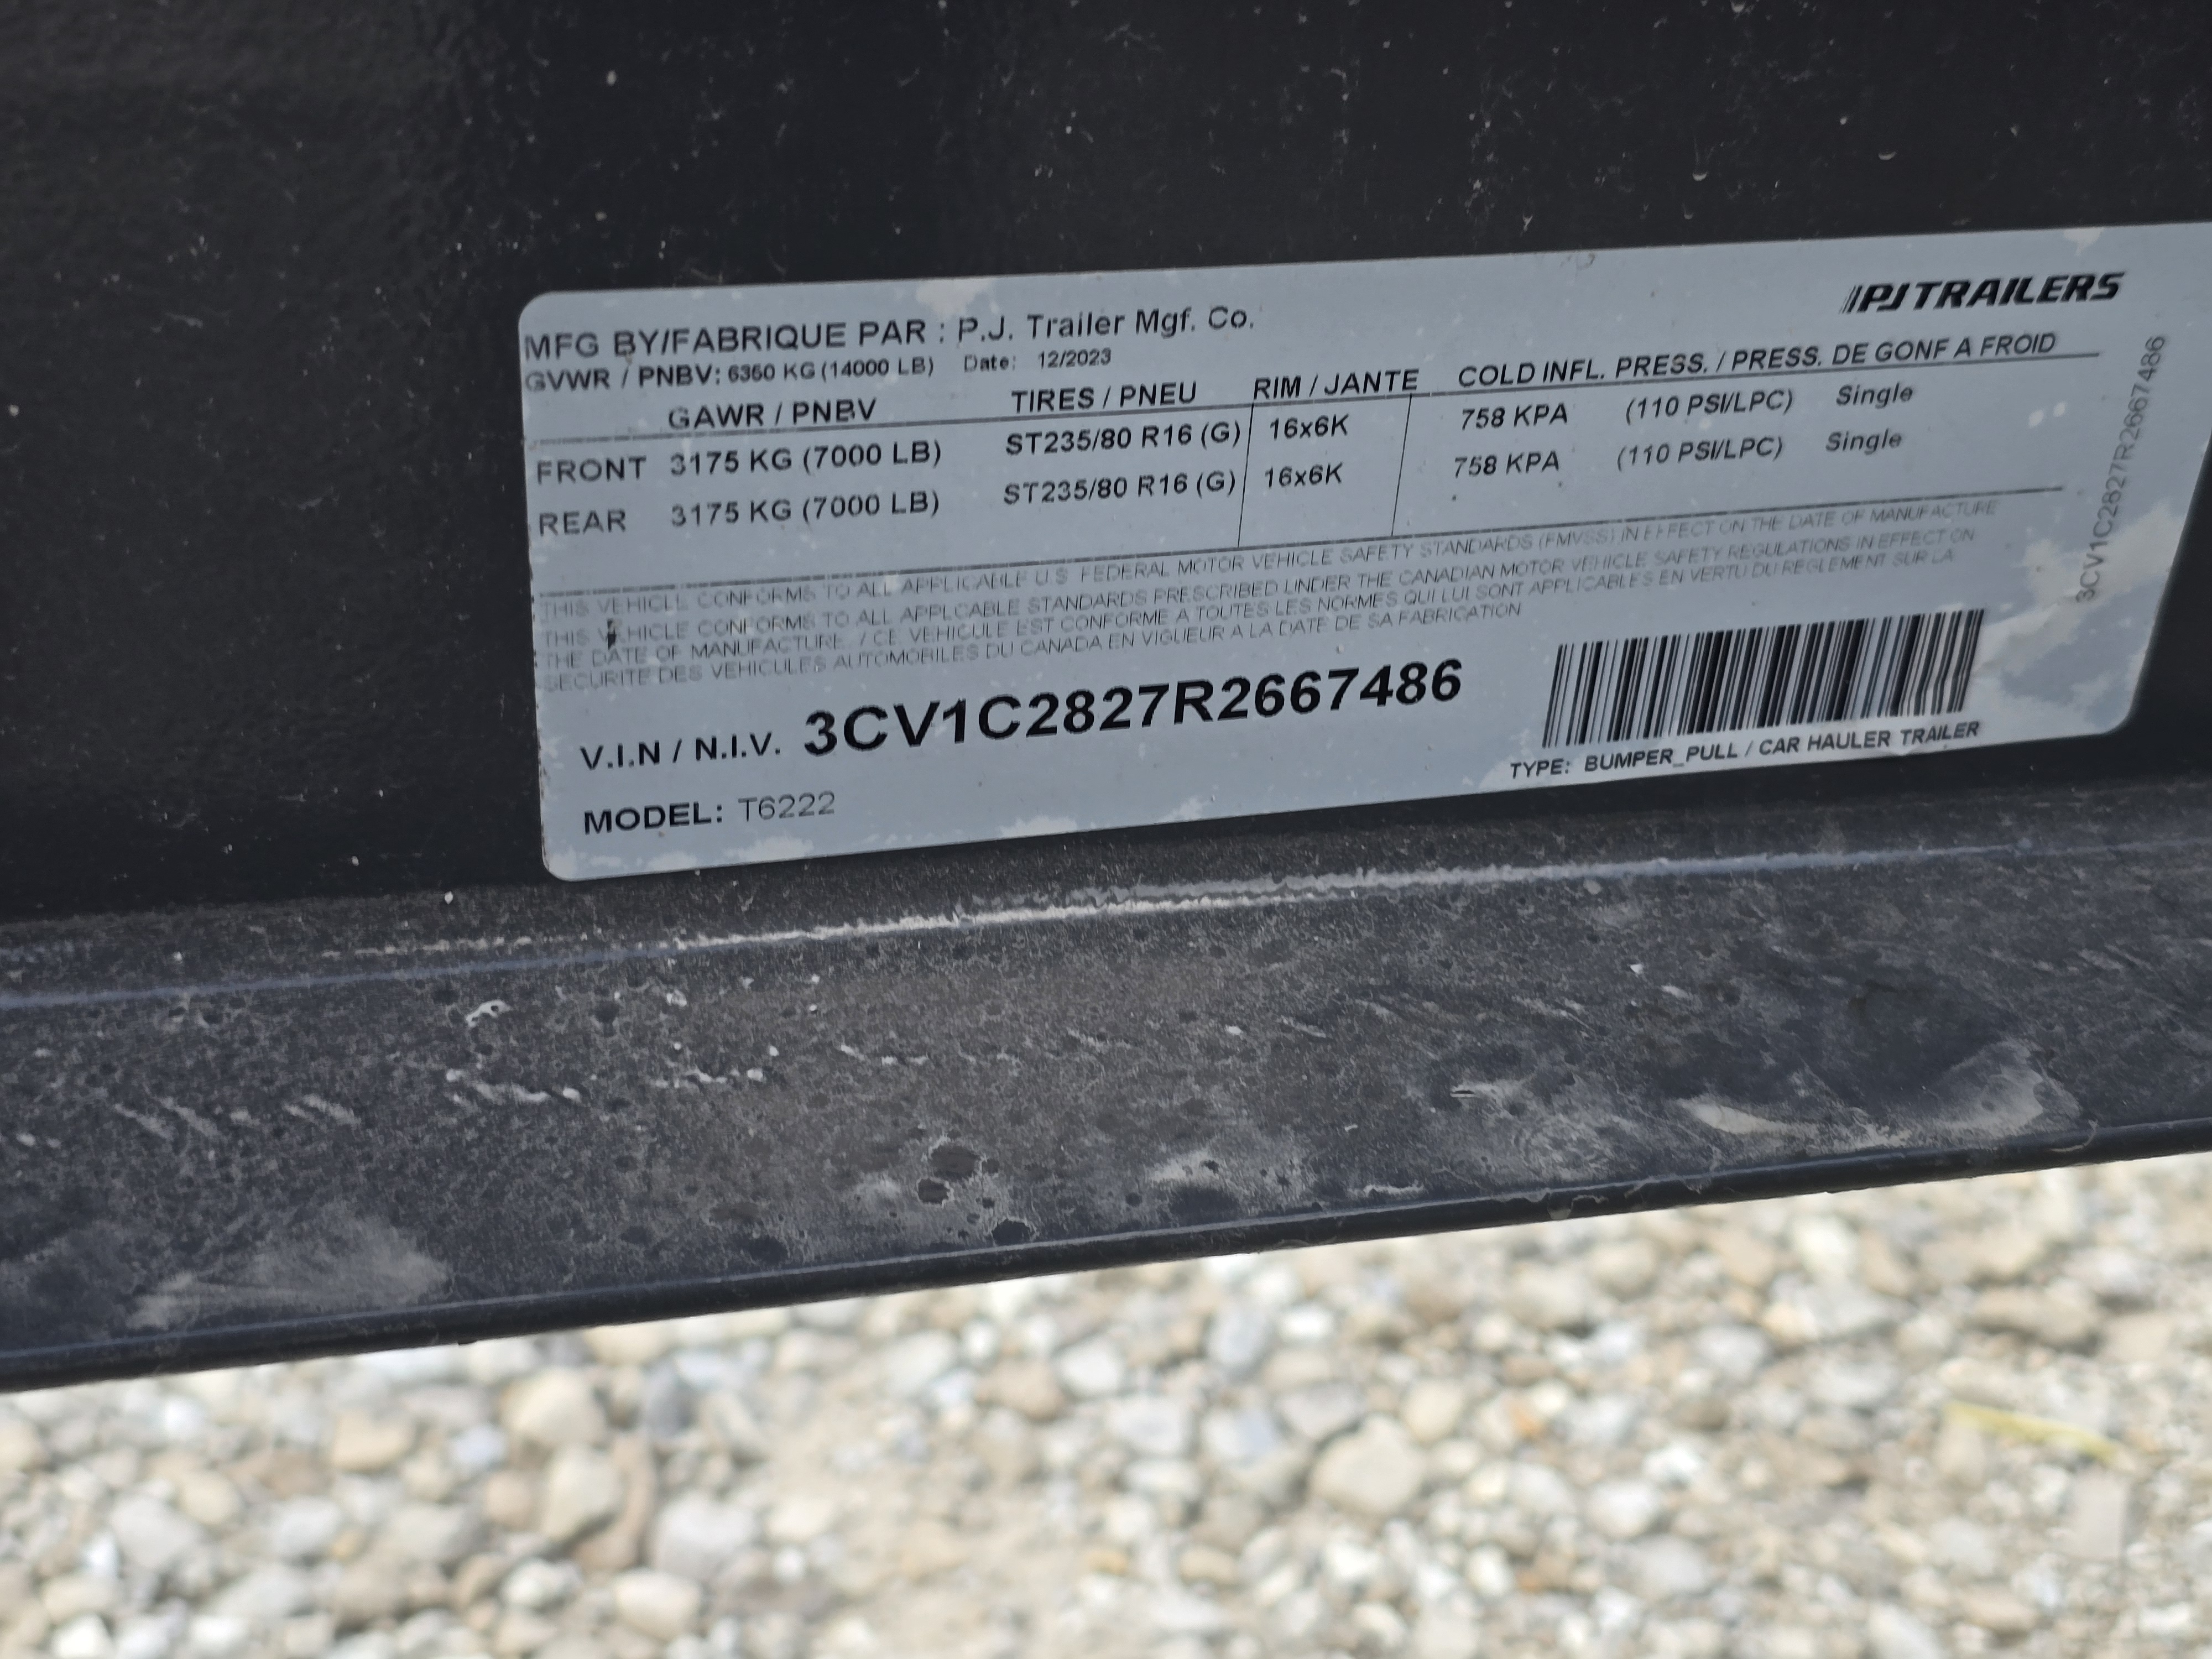 PJ TRAILERS
MFG BY/FABRIQUE PAR : P.J. Trailer Mgf. Co.
GVWR / PNBV: 6350 KG (14000 LB) Date: 12/2023
GAWR / PNBV TIRES / PNEU RIM / JANTE COLD INFL. PRESS. / PRESS. DE GONF A FROID
FRONT 3175 KG (7000 LB) ST235/80 R16 (G) 16x6K 758 KPA (110 PSI/LPC) Single
REAR 3175 KG (7000 LB) ST235/80 R16 (G) 16x6K 758 KPA (110 PSI/LPC) Single
THIS VEHICLE CONFORMS TO ALL APPLICABLE U.S FEDERAL MOTOR VEHICLE SAFETY STANDARDS (FMVSS) IN EFFECT ON THE DATE OF MANUFACTURE
THIS VEHICLE CONFORMS TO ALL APPLCABLE STANDARDS PRESCRIBED UNDER THE CANADIAN MOTOR VEHICLE SAFETY REGULATIONS IN EFFECT ON
THE DATE OF MANUFACTURE / CE VEHICULE EST CONFORME A TOUTES LES NORMES QUI LUI SONT APPLICABLES EN VERTU DU REGLEMENT SUR LA
SECURITE DES VEHICULES AUTOMOBILES DU CANADA EN VIGUEUR A LA DATE DE SA FABRICATION
V.I.N / N.I.V. 3CV1C2827R2667486
MODEL: T6222
TYPE: BUMPER_PULL / CAR HAULER TRAILER
3CV1C2827R2667486